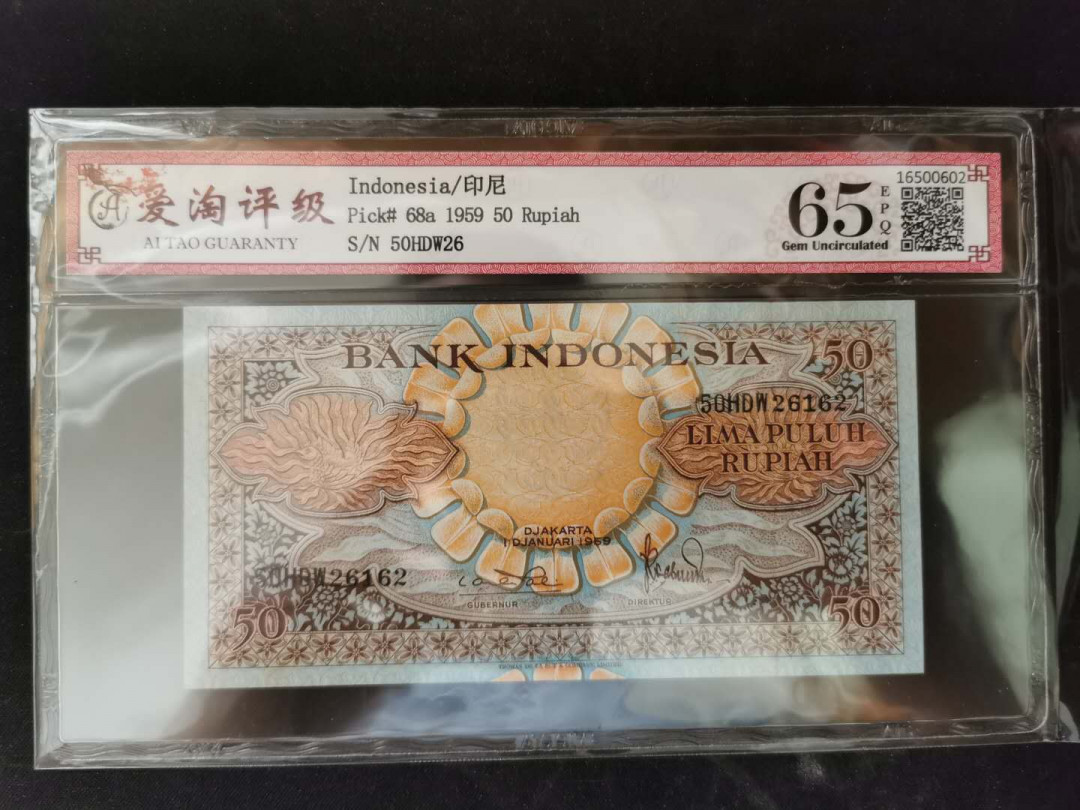 爱淘评级
AI TAO GUARANTY
Indonesia/印尼
Pick# 68a 1959 50 Rupiah
S/N 50HDW26
65
EPQ
Gem Uncirculated
16500602
BANK INDONESIA
50
50HDW26162
LIMA PULUH
RUPIAH
DJAKARTA
1 DJANUARI 1959
50HDW26162
GUBERNUR
DIREKTUR
50
50